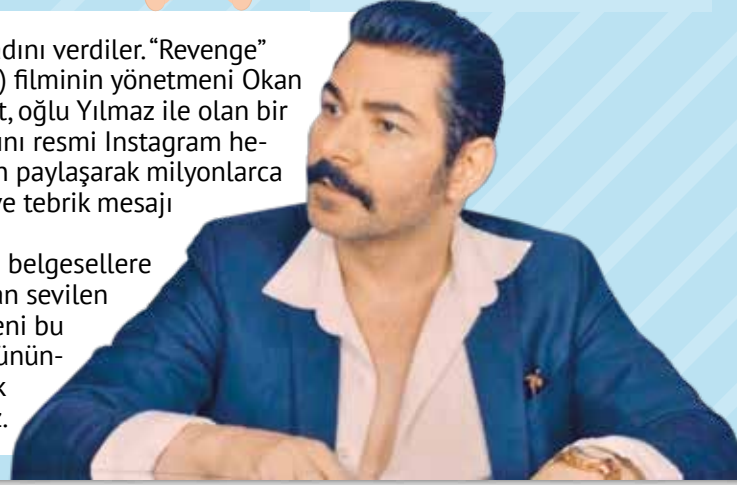 adını verdiler. “Revenge”
) filminin yönetmeni Okan
t, oğlu Yılmaz ile olan bir
ını resmi Instagram he-
n paylaşarak milyonlarca
ve tebrik mesajı
belgesellere
an sevilen
eni bu
ünün-
k
z.